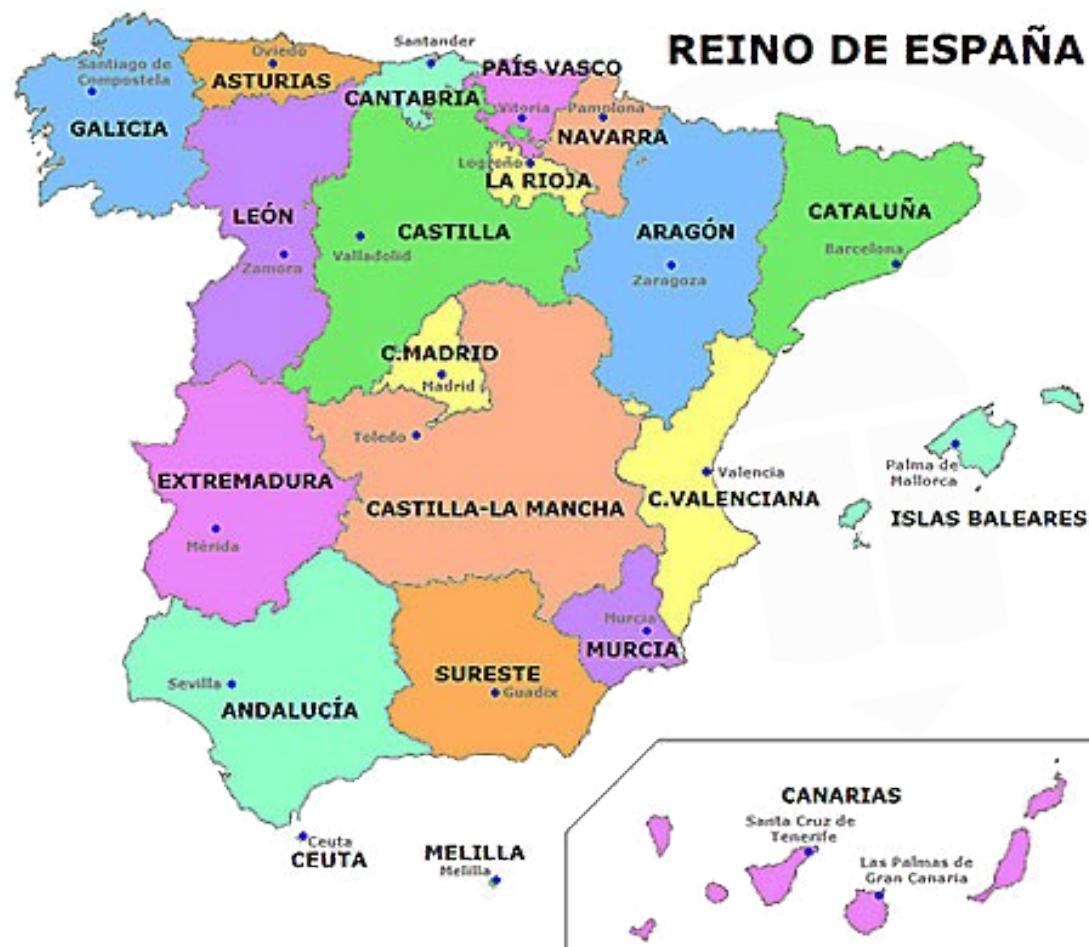 REINO DE ESPAÑA
Santander
Oviedo
ASTURIAS
Santiago de
Compostela
GALICIA
CANTABRIA
PAÍS VASCO
Vitoria
Pamplona
NAVARRA
Logroño
LA RIOJA
LEÓN
Zamora
CASTILLA
Valladolid
ARAGÓN
Zaragoza
CATALUÑA
Barcelona
C.MADRID
Madrid
Toledo
CASTILLA-LA MANCHA
EXTREMADURA
Mérida
Valencia
C.VALENCIANA
Palma de
Mallorca
ISLAS BALEARES
Murcia
MURCIA
SURESTE
Guadix
Sevilla
ANDALUCÍA
Ceuta
CEUTA
MELILLA
Melilla
CANARIAS
Santa Cruz de
Tenerife
Las Palmas de
Gran Canaria